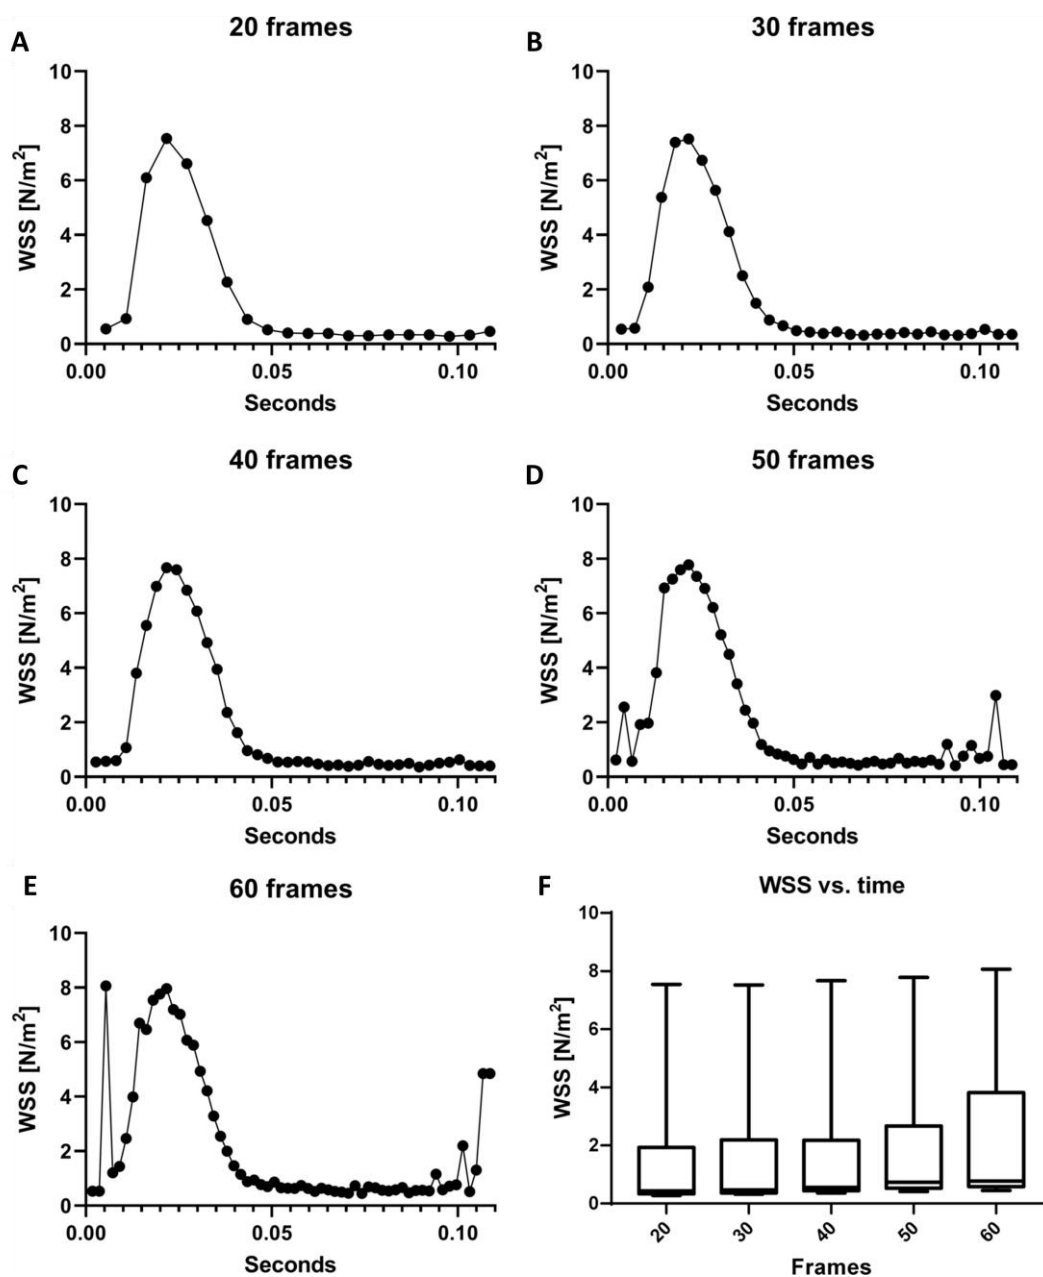 A
20 frames
WSS [N/m²]
10
8
6
4
2
0
0.00
0.05
0.10
Seconds
B
30 frames
WSS [N/m²]
10
8
6
4
2
0
0.00
0.05
0.10
Seconds
C
40 frames
WSS [N/m²]
10
8
6
4
2
0
0.00
0.05
0.10
Seconds
D
50 frames
WSS [N/m²]
10
8
6
4
2
0
0.00
0.05
0.10
Seconds
E
60 frames
WSS [N/m²]
10
8
6
4
2
0
0.00
0.05
0.10
Seconds
F
WSS vs. time
WSS [N/m²]
10
8
6
4
2
0
20
30
40
50
60
Frames